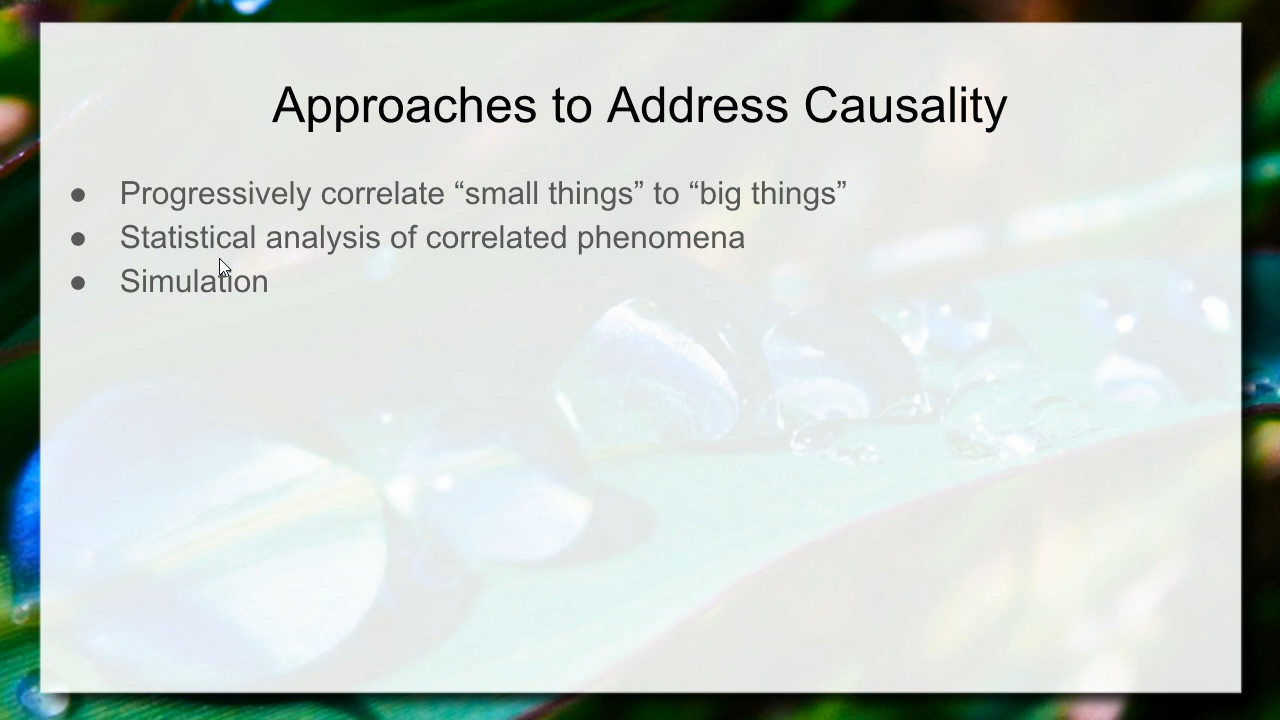 Approaches to Address Causality
● Progressively correlate “small things” to “big things”
● Statistical analysis of correlated phenomena
● Simulation